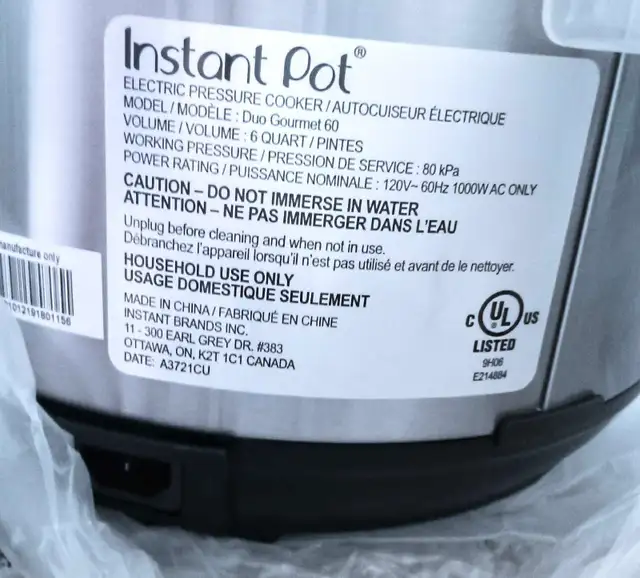 Instant Pot®
ELECTRIC PRESSURE COOKER / AUTOCUISEUR ÉLECTRIQUE
MODEL / MODÈLE : Duo Gourmet 60
VOLUME / VOLUME : 6 QUART / PINTES
WORKING PRESSURE / PRESSION DE SERVICE : 80 kPa
POWER RATING / PUISSANCE NOMINALE : 120V~ 60Hz 1000W AC ONLY
CAUTION – DO NOT IMMERSE IN WATER
ATTENTION – NE PAS IMMERGER DANS L'EAU
Unplug before cleaning and when not in use.
Débranchez l'appareil lorsqu'il n'est pas utilisé et avant de le nettoyer.
HOUSEHOLD USE ONLY
USAGE DOMESTIQUE SEULEMENT
MADE IN CHINA / FABRIQUÉ EN CHINE
INSTANT BRANDS INC.
11 - 300 EARL GREY DR. #383
OTTAWA, ON, K2T 1C1 CANADA
DATE: A3721CU
C UL US
LISTED
9H06
E214884
manufacture only